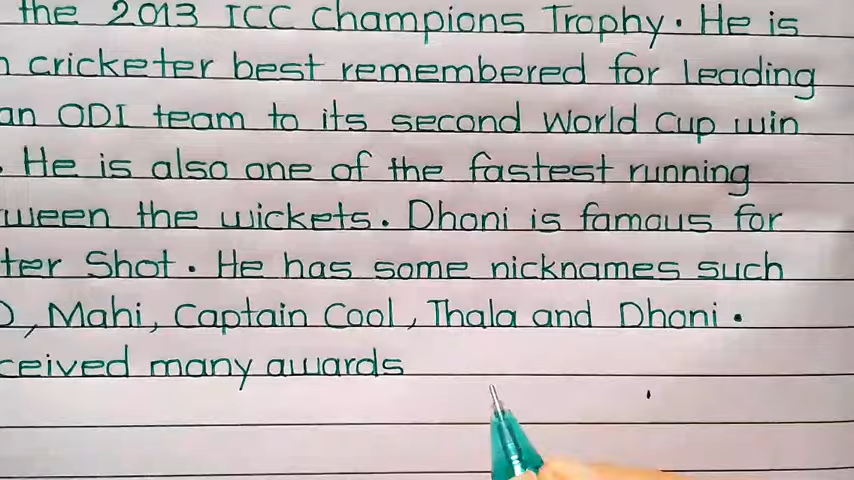 the 2013 ICC Champions Trophy. He is
cricketer best remembered for leading
an ODI team to its second World Cup win
. He is also one of the fastest running
ween the wickets. Dhoni is famous for
ter Shot. He has some nicknames such
, Mahi, Captain Cool, Thala and Dhoni.
ceived many awards